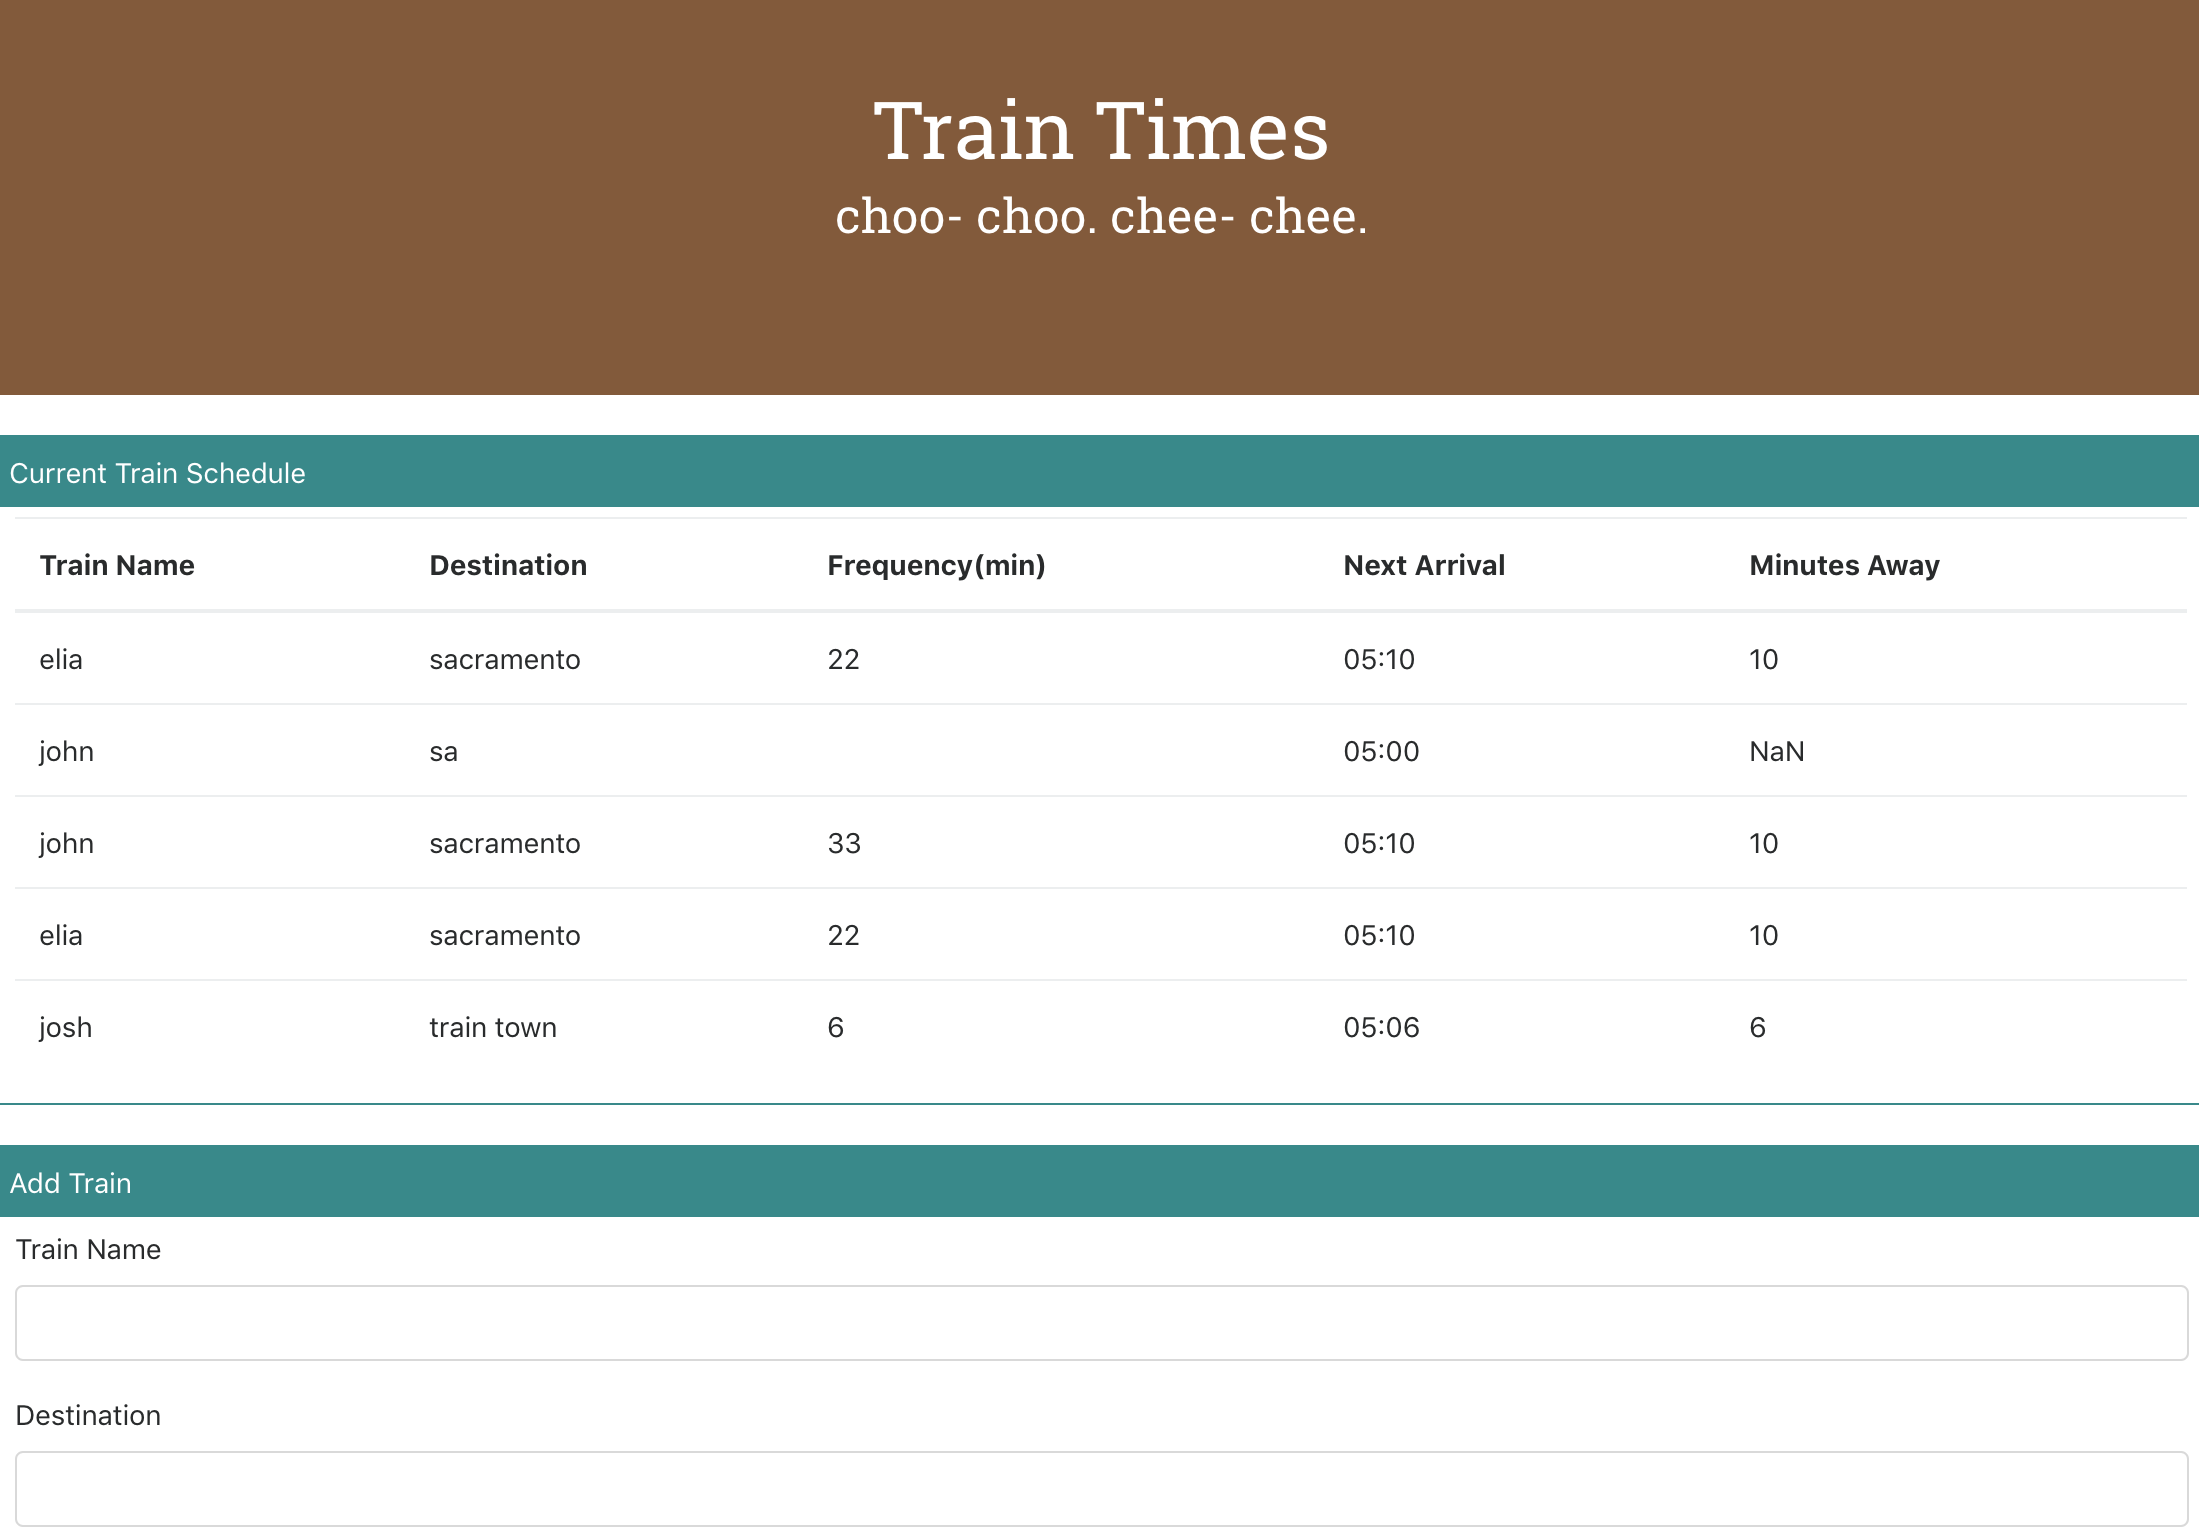 Train Times
choo- choo. chee- chee.
Current Train Schedule
Train Name Destination Frequency(min) Next Arrival Minutes Away
elia sacramento 22 05:10 10
john sa 05:00 NaN
john sacramento 33 05:10 10
elia sacramento 22 05:10 10
josh train town 6 05:06 6
Add Train
Train Name
Destination